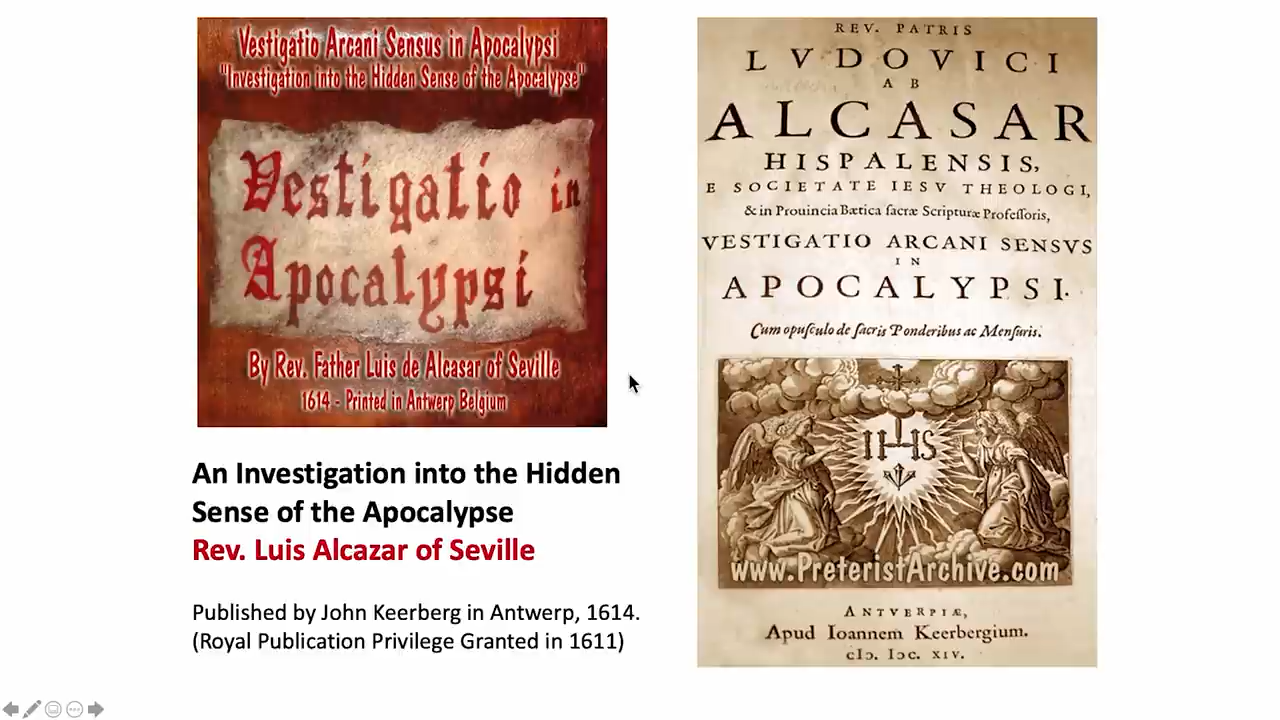 Vestigatio Arcani Sensus in Apocalypsi
"Investigation into the Hidden Sense of the Apocalypse"
Vestigatio in
Apocalypsi
By Rev. Father Luis de Alcasar of Seville
1614 - Printed in Antwerp Belgium
An Investigation into the Hidden
Sense of the Apocalypse
Rev. Luis Alcazar of Seville
Published by John Keerberg in Antwerp, 1614.
(Royal Publication Privilege Granted in 1611)
REV. PATRIS
LVDOVICI
AB
ALCASAR
HISPALENSIS,
E SOCIETATE IESV THEOLOGI,
& in Prouincia Bætica ſacræ Scripturæ Profeſſoris,
VESTIGATIO ARCANI SENSVS
IN
APOCALYPSI.
Cum opuſculo de ſacris Ponderibus ac Menſuris.
IHS
www.PreteristArchive.com
ANTVERPIÆ,
Apud Ioannem Keerbergium.
cIↃ. IↃc. XIV.